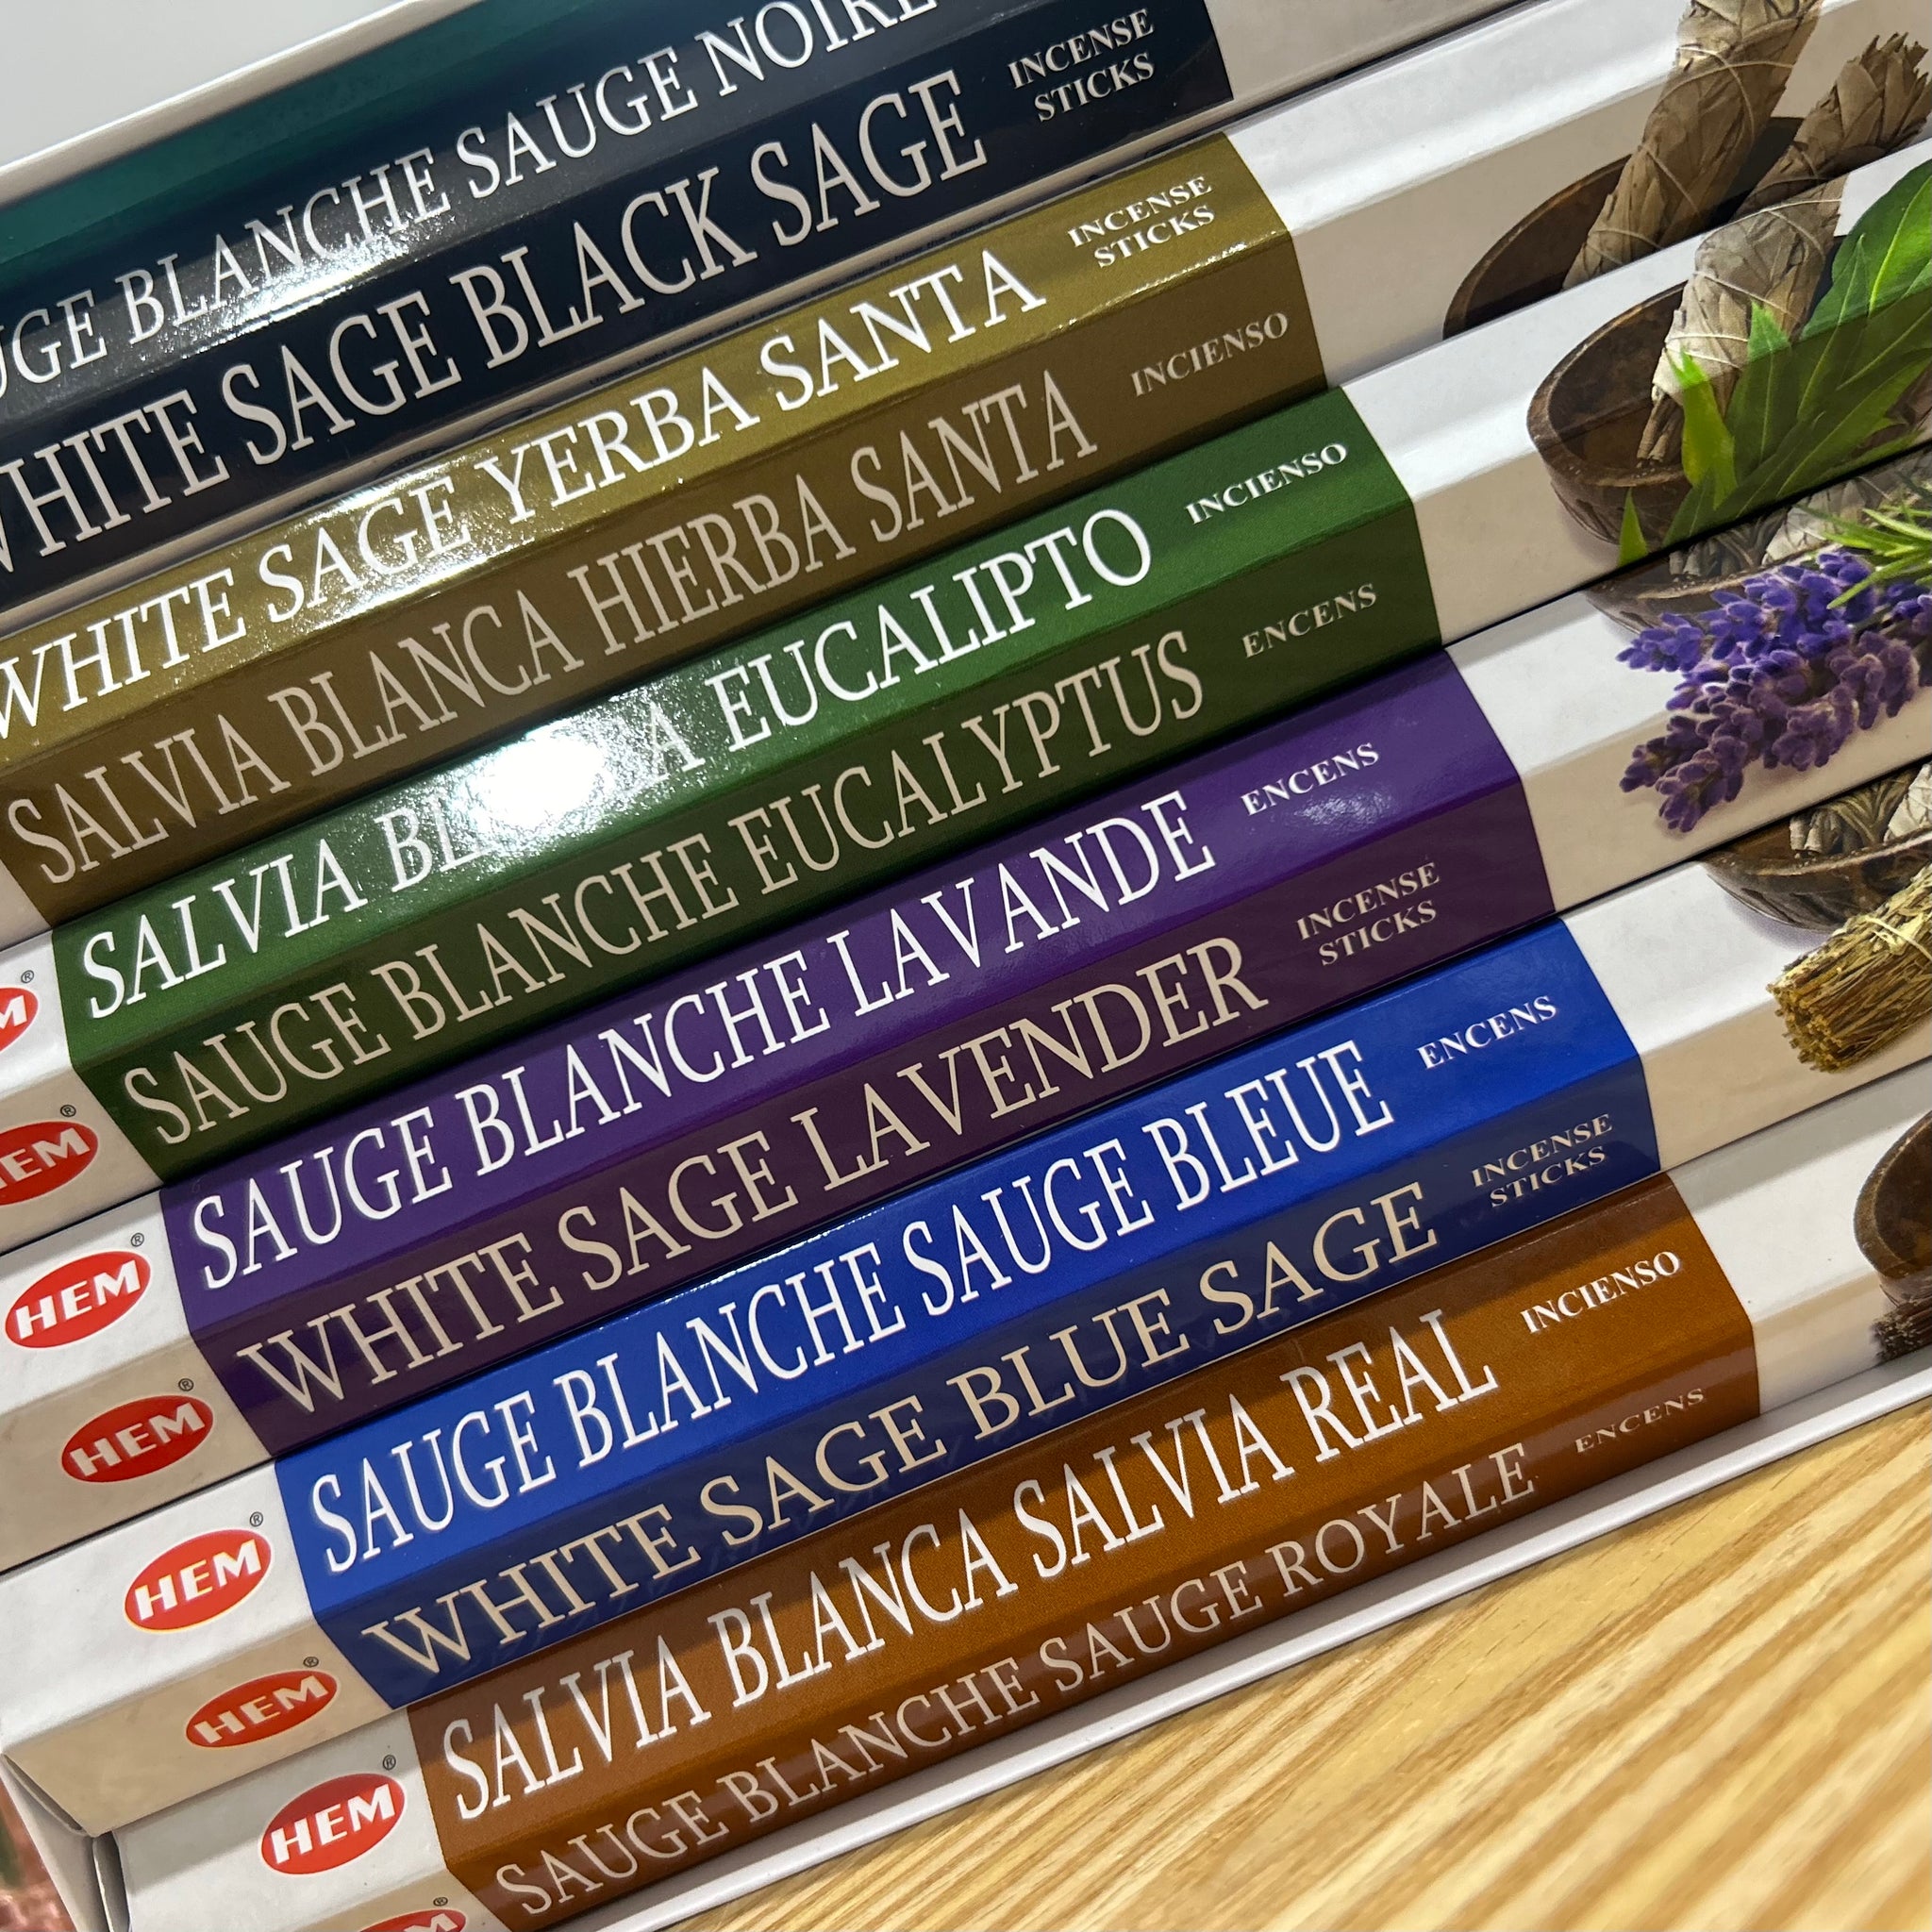 BLANCHE SAUGE NOIRE
WHITE SAGE BLACK SAGE
INCENSE
STICKS
WHITE SAGE YERBA SANTA
INCENSE
STICKS
SALVIA BLANCA HIERBA SANTA
INCIENSO
HEM®
SALVIA EUCALIPTO
INCIENSO
HEM®
SAUGE BLANCHE EUCALYPTUS
ENCENS
HEM®
SAUGE BLANCHE LAVANDE
ENCENS
HEM®
WHITE SAGE LAVENDER
INCENSE
STICKS
HEM®
SAUGE BLANCHE SAUGE BLEUE
ENCENS
HEM®
WHITE SAGE BLUE SAGE
INCENSE
STICKS
HEM®
SALVIA BLANCA SALVIA REAL
INCIENSO
HEM®
SAUGE BLANCHE SAUGE ROYALE
ENCENS